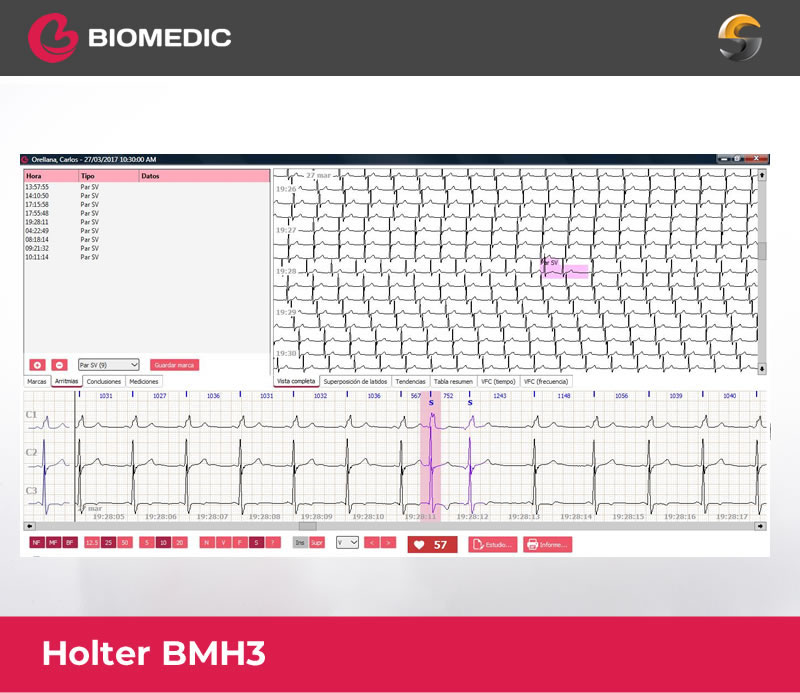 BIOMEDIC
Orellana, Carlos - 27/03/2017 10:30:00 AM
Hora Tipo Datos
13:57:55 Par SV
14:10:50 Par SV
17:15:58 Par SV
17:55:48 Par SV
19:28:11 Par SV
04:22:49 Par SV
08:18:14 Par SV
09:21:32 Par SV
10:11:14 Par SV
Par SV (9) Guardar marca
Marcas Arritmias Conclusiones Mediciones
27 mar
19:26
19:27
Par SV
19:28
19:29
19:30
Vista completa Superposición de latidos Tendencias Tabla resumen VFC (tiempo) VFC (frecuencia)
1031 1027 1036 1031 1032 1036 567 752 1243 1148 1056 1039 1040
S S
C1
C2
C3
mar
19:28:05 19:28:06 19:28:07 19:28:08 19:28:09 19:28:10 19:28:11 19:28:12 19:28:13 19:28:14 19:28:15 19:28:16 19:28:17
NF MF BF 12.5 25 50 5 10 20 N V F S Ins Supr V < > 57 Estudio... Informe...
Holter BMH3